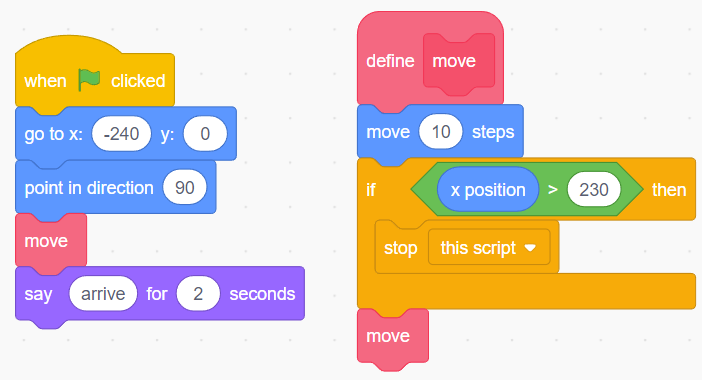 when clicked
go to x: -240 y: 0
point in direction 90
move
say arrive for 2 seconds
define move
move 10 steps
if x position > 230 then
stop this script
move